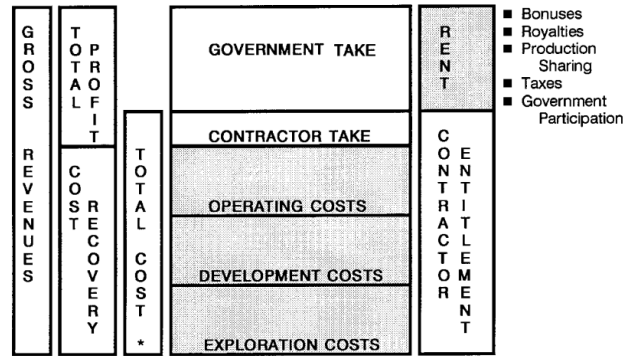 GROSS REVENUES
TOTAL PROFIT
COST RECOVERY
TOTAL COST *
GOVERNMENT TAKE
CONTRACTOR TAKE
OPERATING COSTS
DEVELOPMENT COSTS
EXPLORATION COSTS
RENT
CONTRACTOR ENTITLEMENT
■ Bonuses
■ Royalties
■ Production
Sharing
■ Taxes
■ Government
Participation